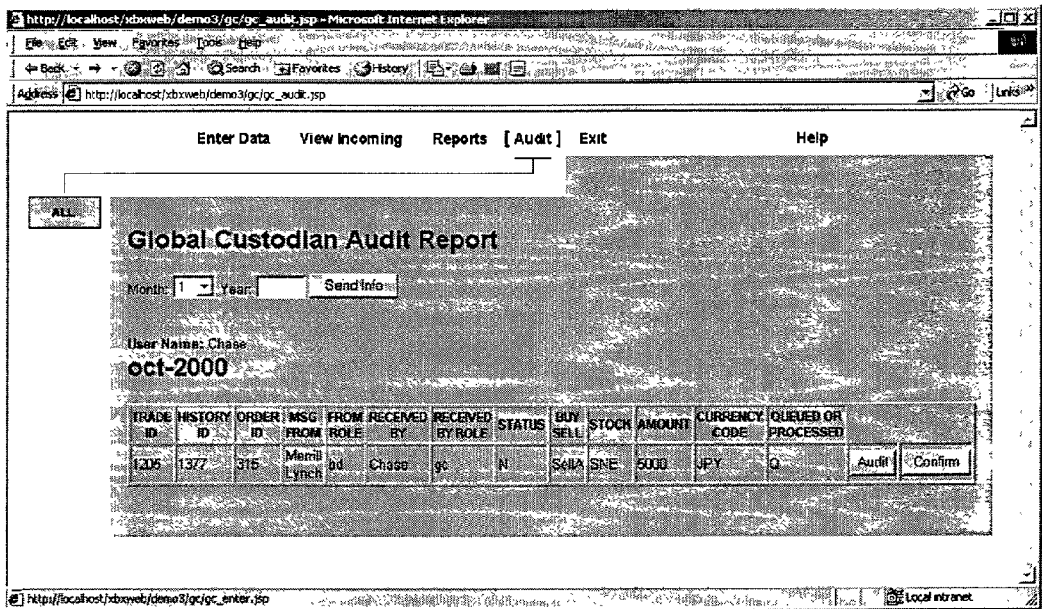 http://localhost/xbxweb/demo3/gc/gc_audit.jsp - Microsoft Internet Explorer
File Edit View Favorites Tools Help
Back Search Favorites History
Address http://localhost/xbxweb/demo3/gc/gc_audit.jsp Go Links
Enter Data View Incoming Reports [ Audit ] Exit Help
ALL
Global Custodian Audit Report
Month: 1 Year: Send Info
User Name: Chase
oct-2000
TRADE ID HISTORY ID ORDER ID MSG FROM FROM ROLE RECEIVED BY RECEIVED BY ROLE STATUS BUY SELL STOCK AMOUNT CURRENCY CODE QUEUED OR PROCESSED
1205 1377 315 Merrill Lynch bd Chase gc N SellA SNE 5000 JPY Q Audit Confirm
http://localhost/xbxweb/demo3/gc/gc_enter.jsp Local intranet